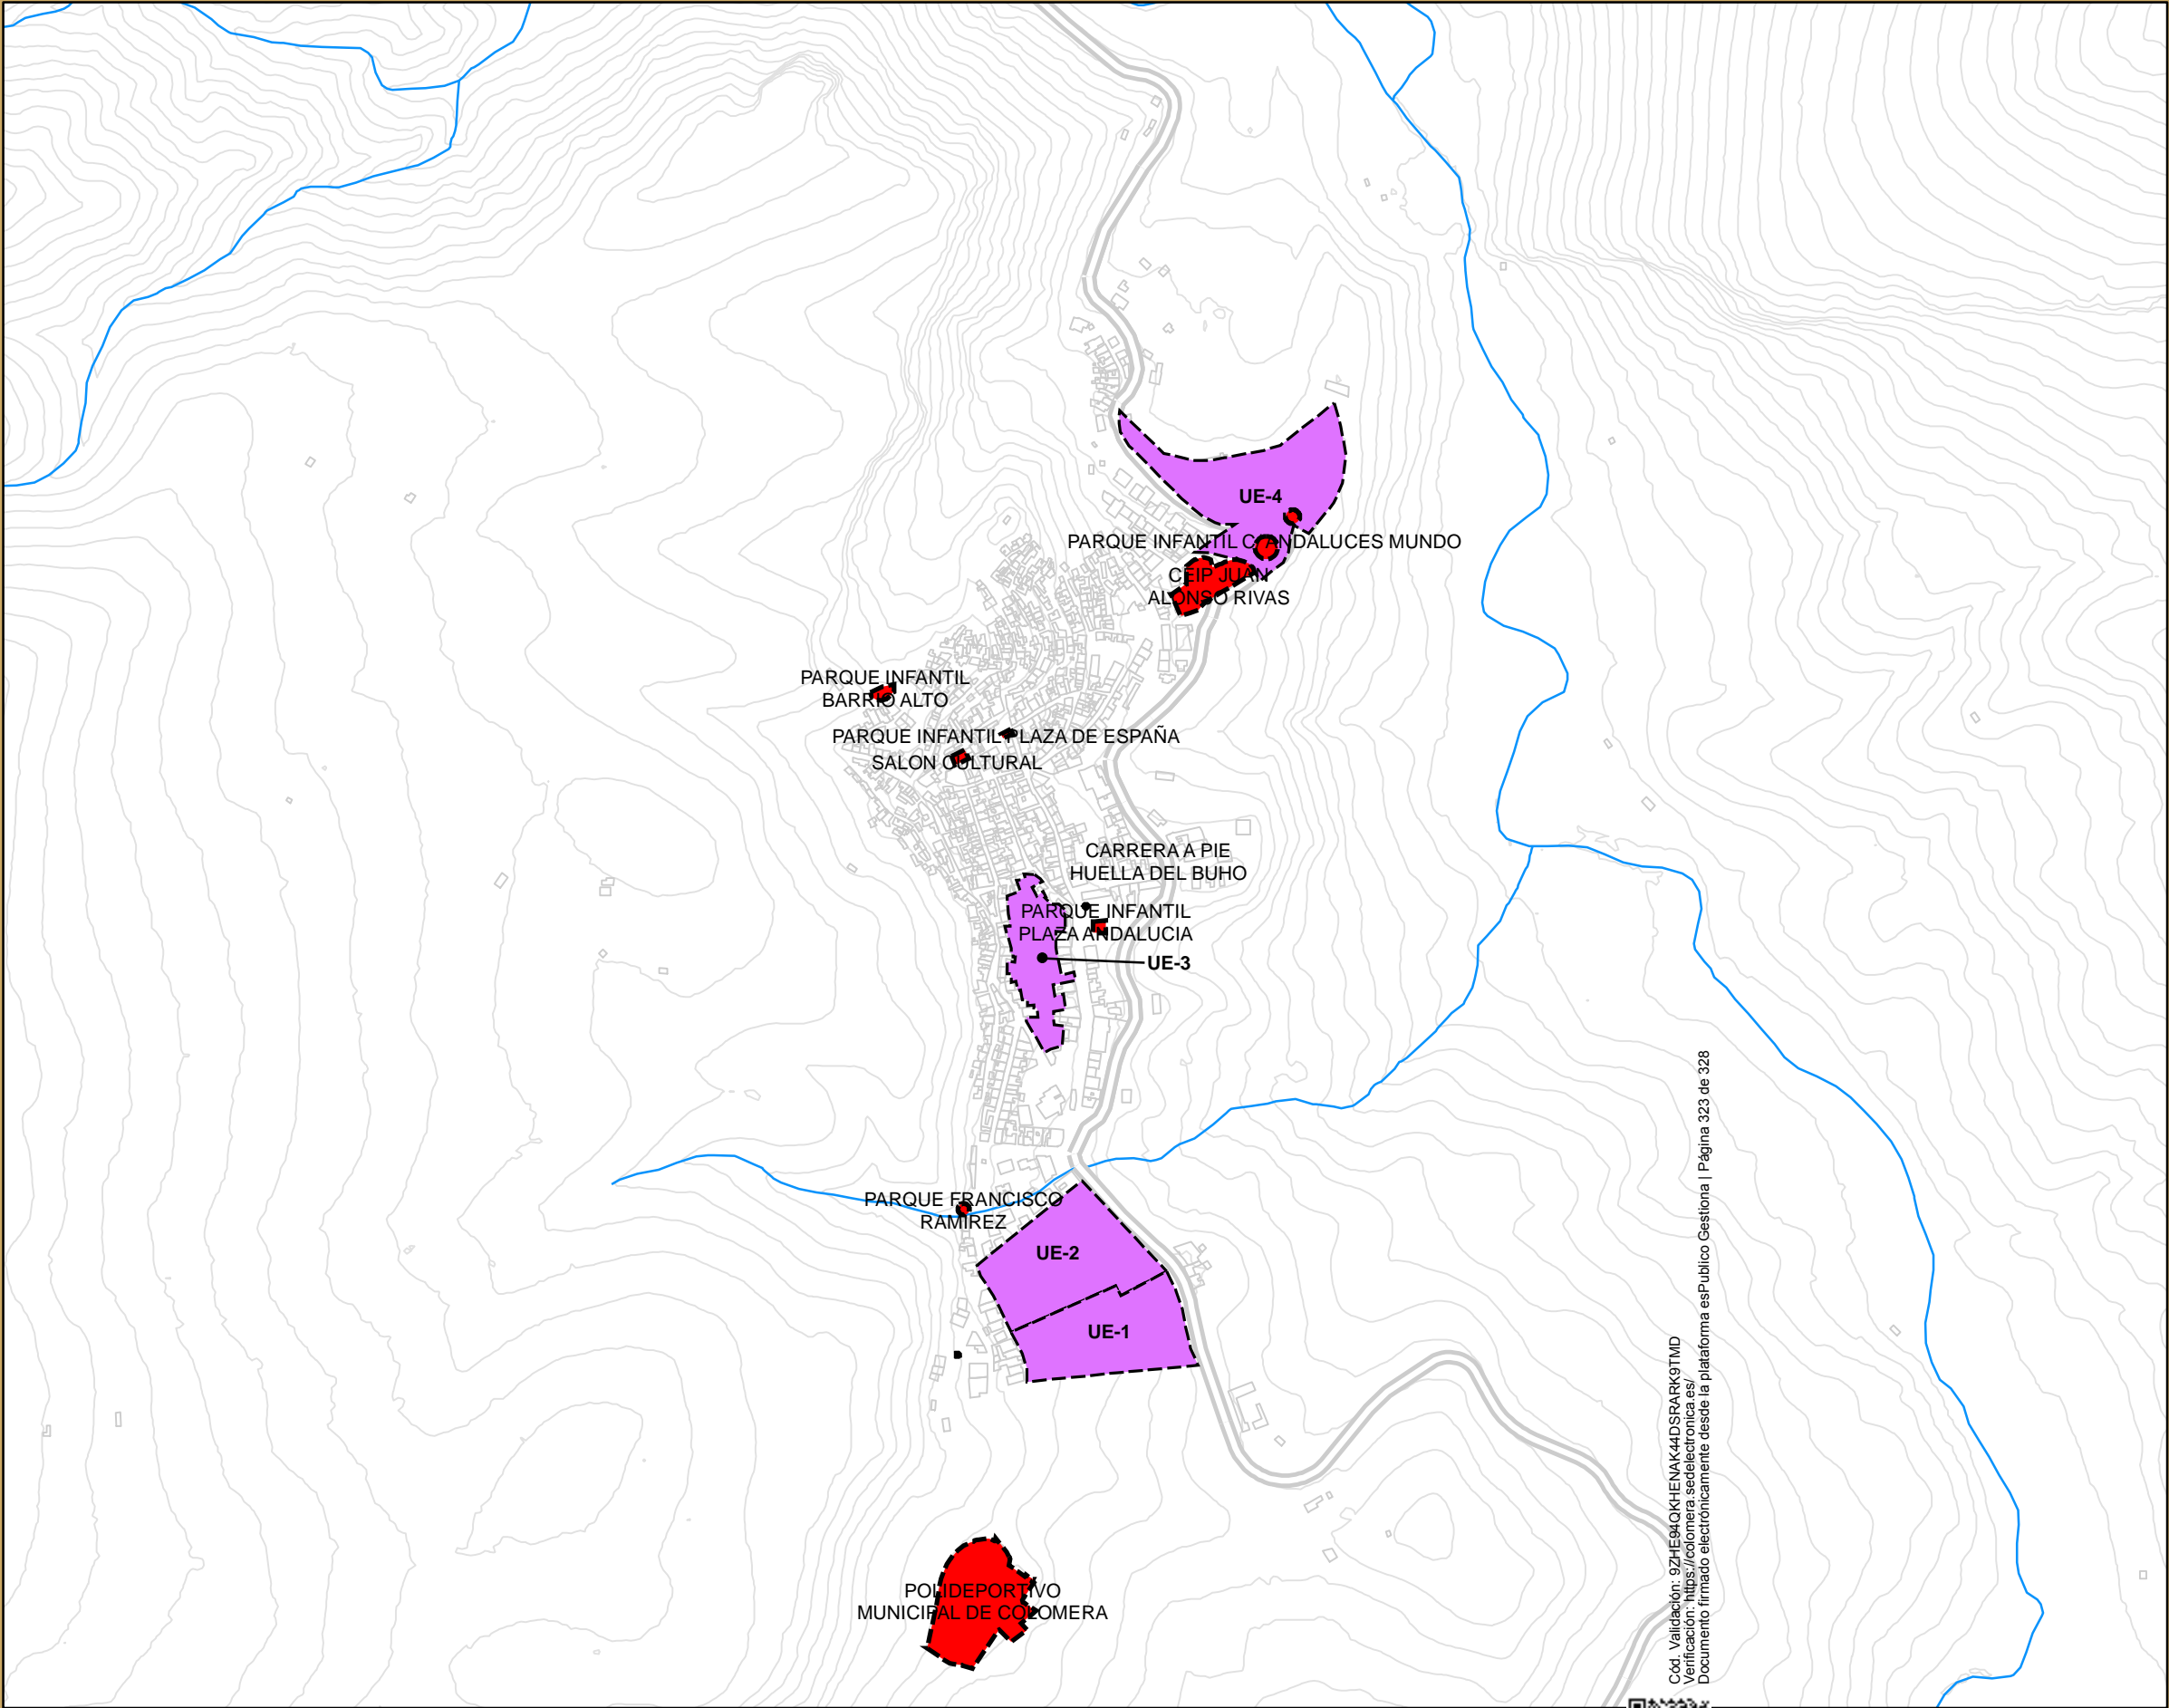 UE-4
PARQUE INFANTIL C ANDALUCES MUNDO
CEIP JUAN
ALONSO RIVAS
PARQUE INFANTIL
BARRIO ALTO
PARQUE INFANTIL PLAZA DE ESPAÑA
SALON CULTURAL
CARRERA A PIE
HUELLA DEL BUHO
PARQUE INFANTIL
PLAZA ANDALUCIA
UE-3
PARQUE FRANCISCO
RAMIREZ
UE-2
UE-1
POLIDEPORTIVO
MUNICIPAL DE COLOMERA
Cód. Validación: 9ZHE94QKHENAK44DSRARK9TMD
Verificación: https://colomera.sedelectronica.es/
Documento firmado electrónicamente desde la plataforma esPublico Gestiona | Página 323 de 328